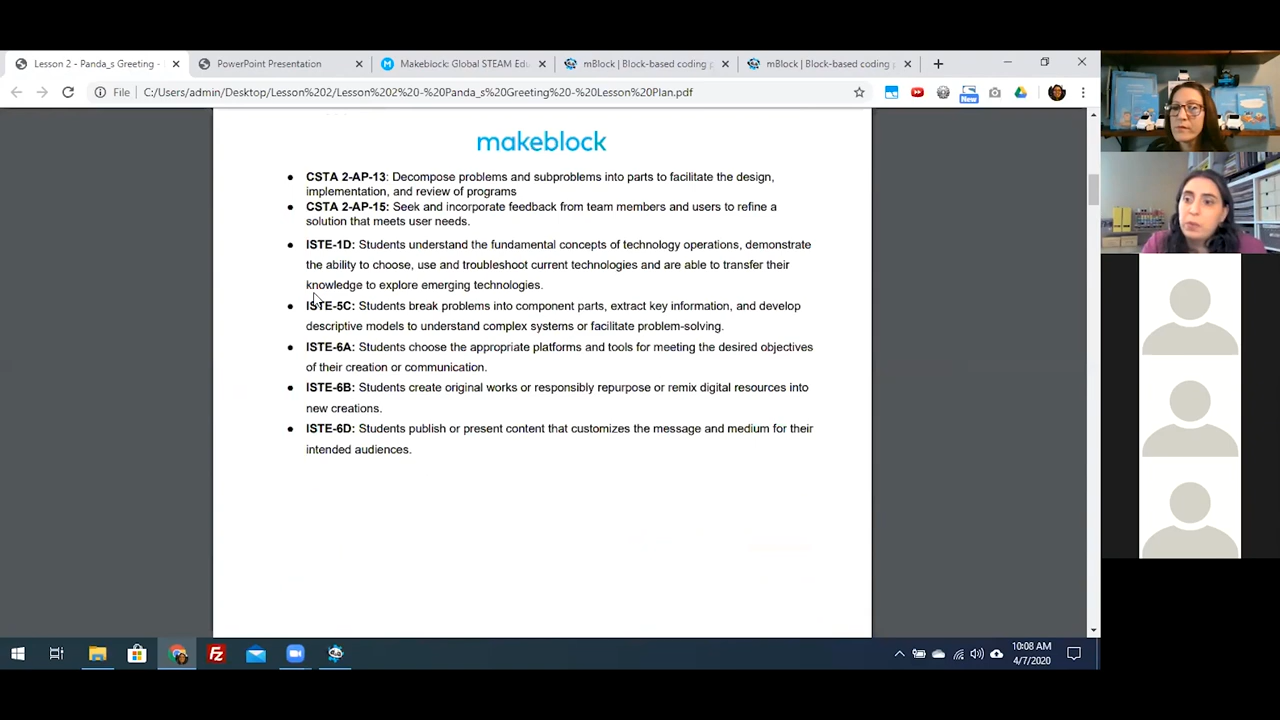 Lesson 2 - Panda_s Greeting -
PowerPoint Presentation
Makeblock: Global STEAM Edu
mBlock | Block-based coding p
mBlock | Block-based coding p
File
C:/Users/admin/Desktop/Lesson%202/Lesson%202%20-%20Panda_s%20Greeting%20-%20Lesson%20Plan.pdf
New
makeblock
CSTA 2-AP-13: Decompose problems and subproblems into parts to facilitate the design,
implementation, and review of programs
CSTA 2-AP-15: Seek and incorporate feedback from team members and users to refine a
solution that meets user needs.
ISTE-1D: Students understand the fundamental concepts of technology operations, demonstrate
the ability to choose, use and troubleshoot current technologies and are able to transfer their
knowledge to explore emerging technologies.
ISTE-5C: Students break problems into component parts, extract key information, and develop
descriptive models to understand complex systems or facilitate problem-solving.
ISTE-6A: Students choose the appropriate platforms and tools for meeting the desired objectives
of their creation or communication.
ISTE-6B: Students create original works or responsibly repurpose or remix digital resources into
new creations.
ISTE-6D: Students publish or present content that customizes the message and medium for their
intended audiences.
Fz
10:08 AM
4/7/2020